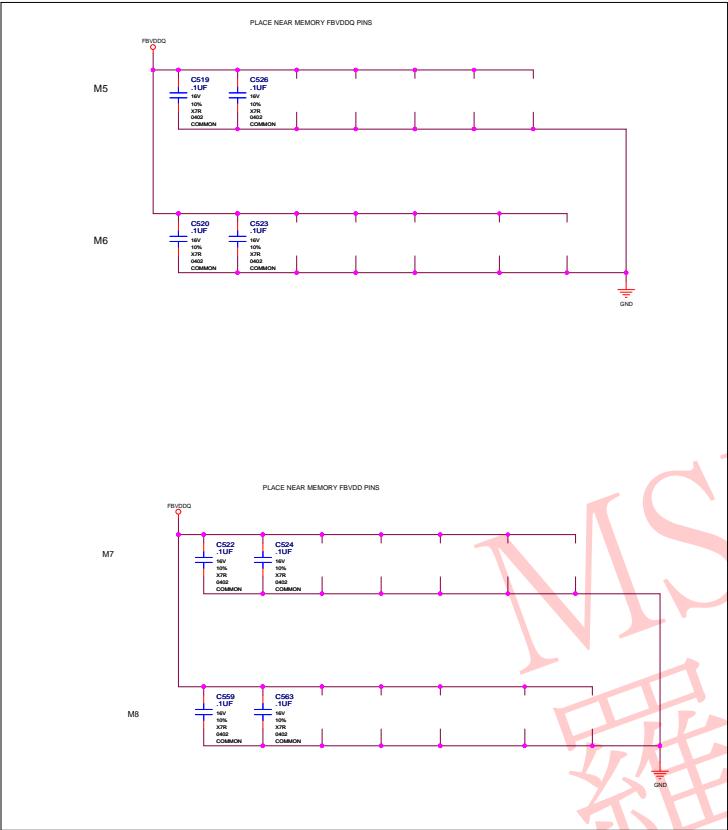 PLACE NEAR MEMORY FBVDDQ PINS
FBVDDQ
M5
C519
.1UF
16V
10%
X7R
0402
COMMON
C526
.1UF
16V
10%
X7R
0402
COMMON
M6
C520
.1UF
16V
10%
X7R
0402
COMMON
C523
.1UF
16V
10%
X7R
0402
COMMON
GND
PLACE NEAR MEMORY FBVDD PINS
FBVDDQ
M7
C522
.1UF
16V
10%
X7R
0402
COMMON
C524
.1UF
16V
10%
X7R
0402
COMMON
M8
C559
.1UF
16V
10%
X7R
0402
COMMON
C563
.1UF
16V
10%
X7R
0402
COMMON
GND
MS
羅